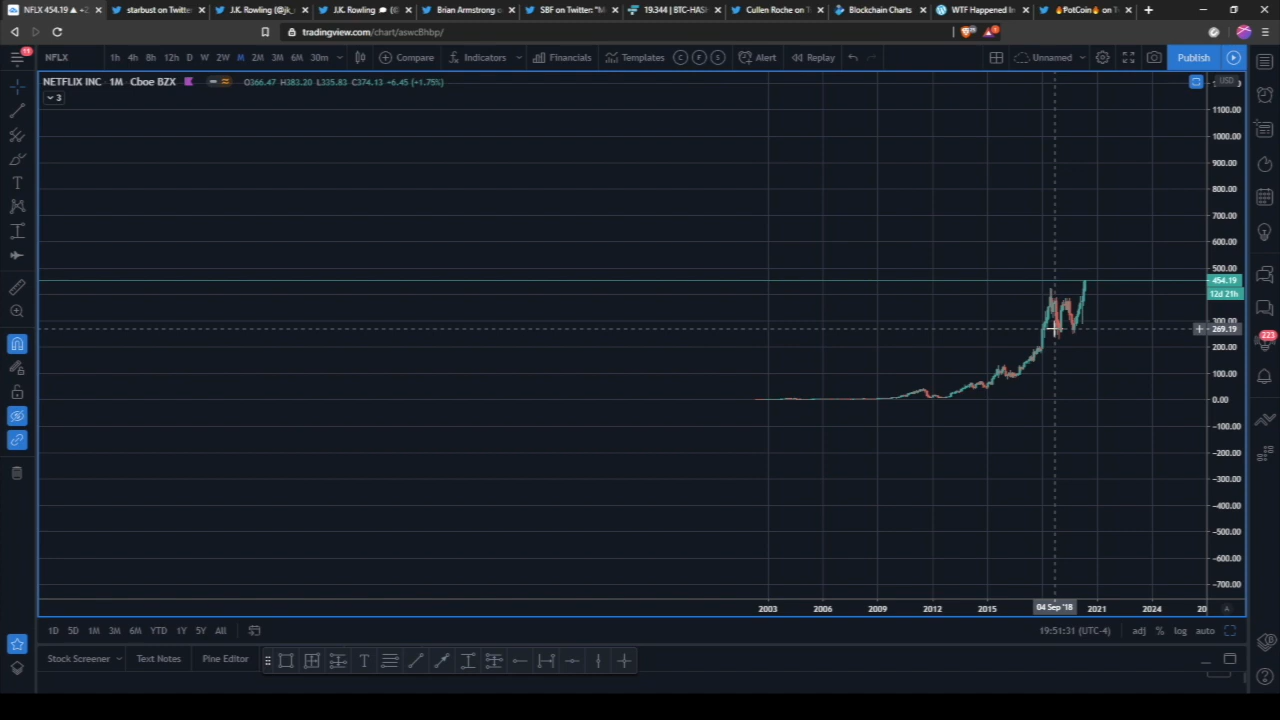 NFLX 454.19 ▲ +2
starbust on Twitte
J.K. Rowling (@jk_
J.K. Rowling
Brian Armstrong o
SBF on Twitter: "M
19.344 | BTC-HASH
Cullen Roche on T
Blockchain Charts
WTF Happened In
🔥PotCoin🔥 on T
tradingview.com/chart/aswcBhbp/
11
NFLX
1h 4h 8h 12h D W 2W M 2M 3M 6M 30m
Compare
Indicators
Financials
Templates
C F S
Alert
Replay
Unnamed
Publish
NETFLIX INC · 1M · Cboe BZX
O366.47 H383.20 L335.83 C374.13 +6.45 (+1.75%)
3
USD
1100.00
1000.00
900.00
800.00
700.00
600.00
500.00
454.19
12d 21h
300.00
269.19
200.00
100.00
0.00
-100.00
-200.00
-300.00
-400.00
-500.00
-600.00
-700.00
223
2003 2006 2009 2012 2015 04 Sep '18 2021 2024 20
1D 5D 1M 3M 6M YTD 1Y 5Y All
19:51:31 (UTC-4)
adj % log auto
Stock Screener
Text Notes
Pine Editor